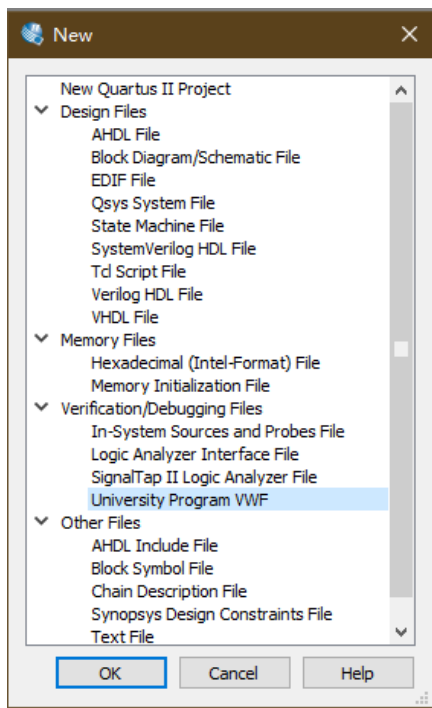 New
New Quartus II Project
Design Files
AHDL File
Block Diagram/Schematic File
EDIF File
Qsys System File
State Machine File
SystemVerilog HDL File
Tcl Script File
Verilog HDL File
VHDL File
Memory Files
Hexadecimal (Intel-Format) File
Memory Initialization File
Verification/Debugging Files
In-System Sources and Probes File
Logic Analyzer Interface File
SignalTap II Logic Analyzer File
University Program VWF
Other Files
AHDL Include File
Block Symbol File
Chain Description File
Synopsys Design Constraints File
Text File
OK Cancel Help